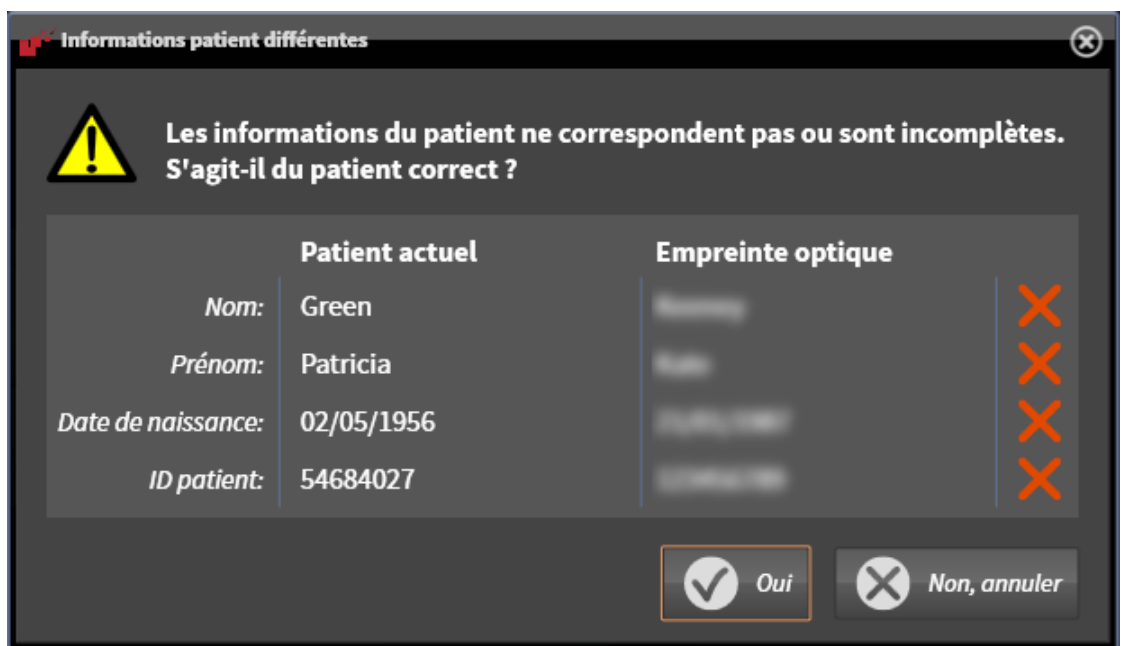 Informations patient différentes
Les informations du patient ne correspondent pas ou sont incomplètes.
S'agit-il du patient correct ?
Patient actuel Empreinte optique
Nom: Green
Prénom: Patricia
Date de naissance: 02/05/1956
ID patient: 54684027
Oui Non, annuler